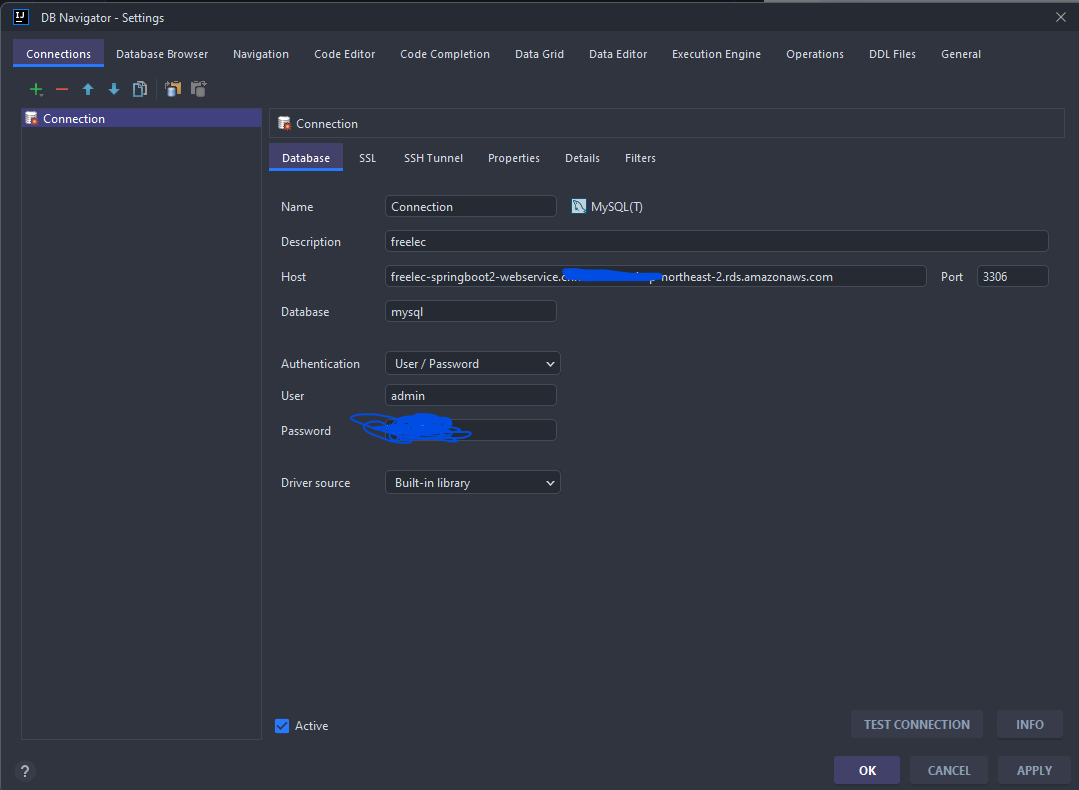 DB Navigator - Settings
Connections Database Browser Navigation Code Editor Code Completion Data Grid Data Editor Execution Engine Operations DDL Files General
Connection
Connection
Database SSL SSH Tunnel Properties Details Filters
Name Connection MySQL(T)
Description freelec
Host freelec-springboot2-webservice. northeast-2.rds.amazonaws.com Port 3306
Database mysql
Authentication User / Password
User admin
Password
Driver source Built-in library
Active
TEST CONNECTION INFO
? OK CANCEL APPLY